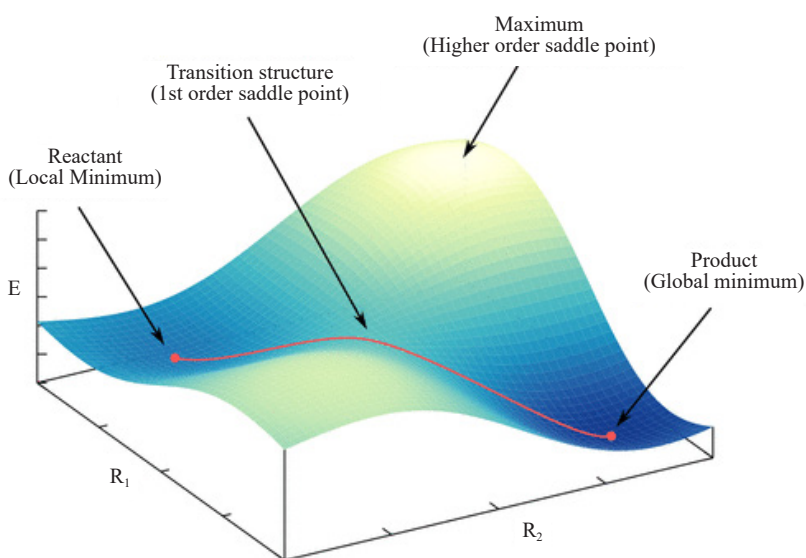 Maximum
(Higher order saddle point)
Transition structure
(1st order saddle point)
Reactant
(Local Minimum)
Product
(Global minimum)
E
R₁
R₂